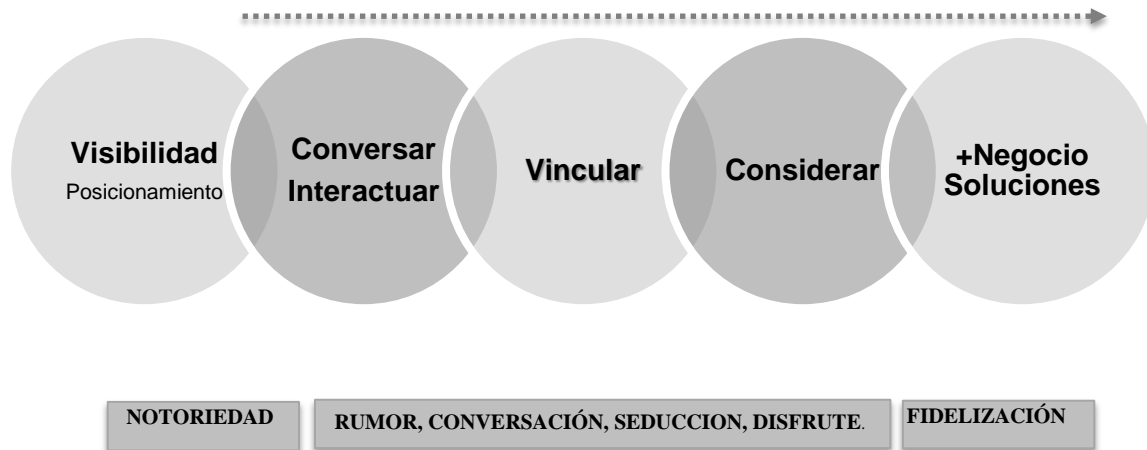 Visibilidad
Posicionamiento
Conversar
Interactuar
Vincular
Considerar
+Negocio
Soluciones
NOTORIEDAD
RUMOR, CONVERSACIÓN, SEDUCCION, DISFRUTE.
FIDELIZACIÓN